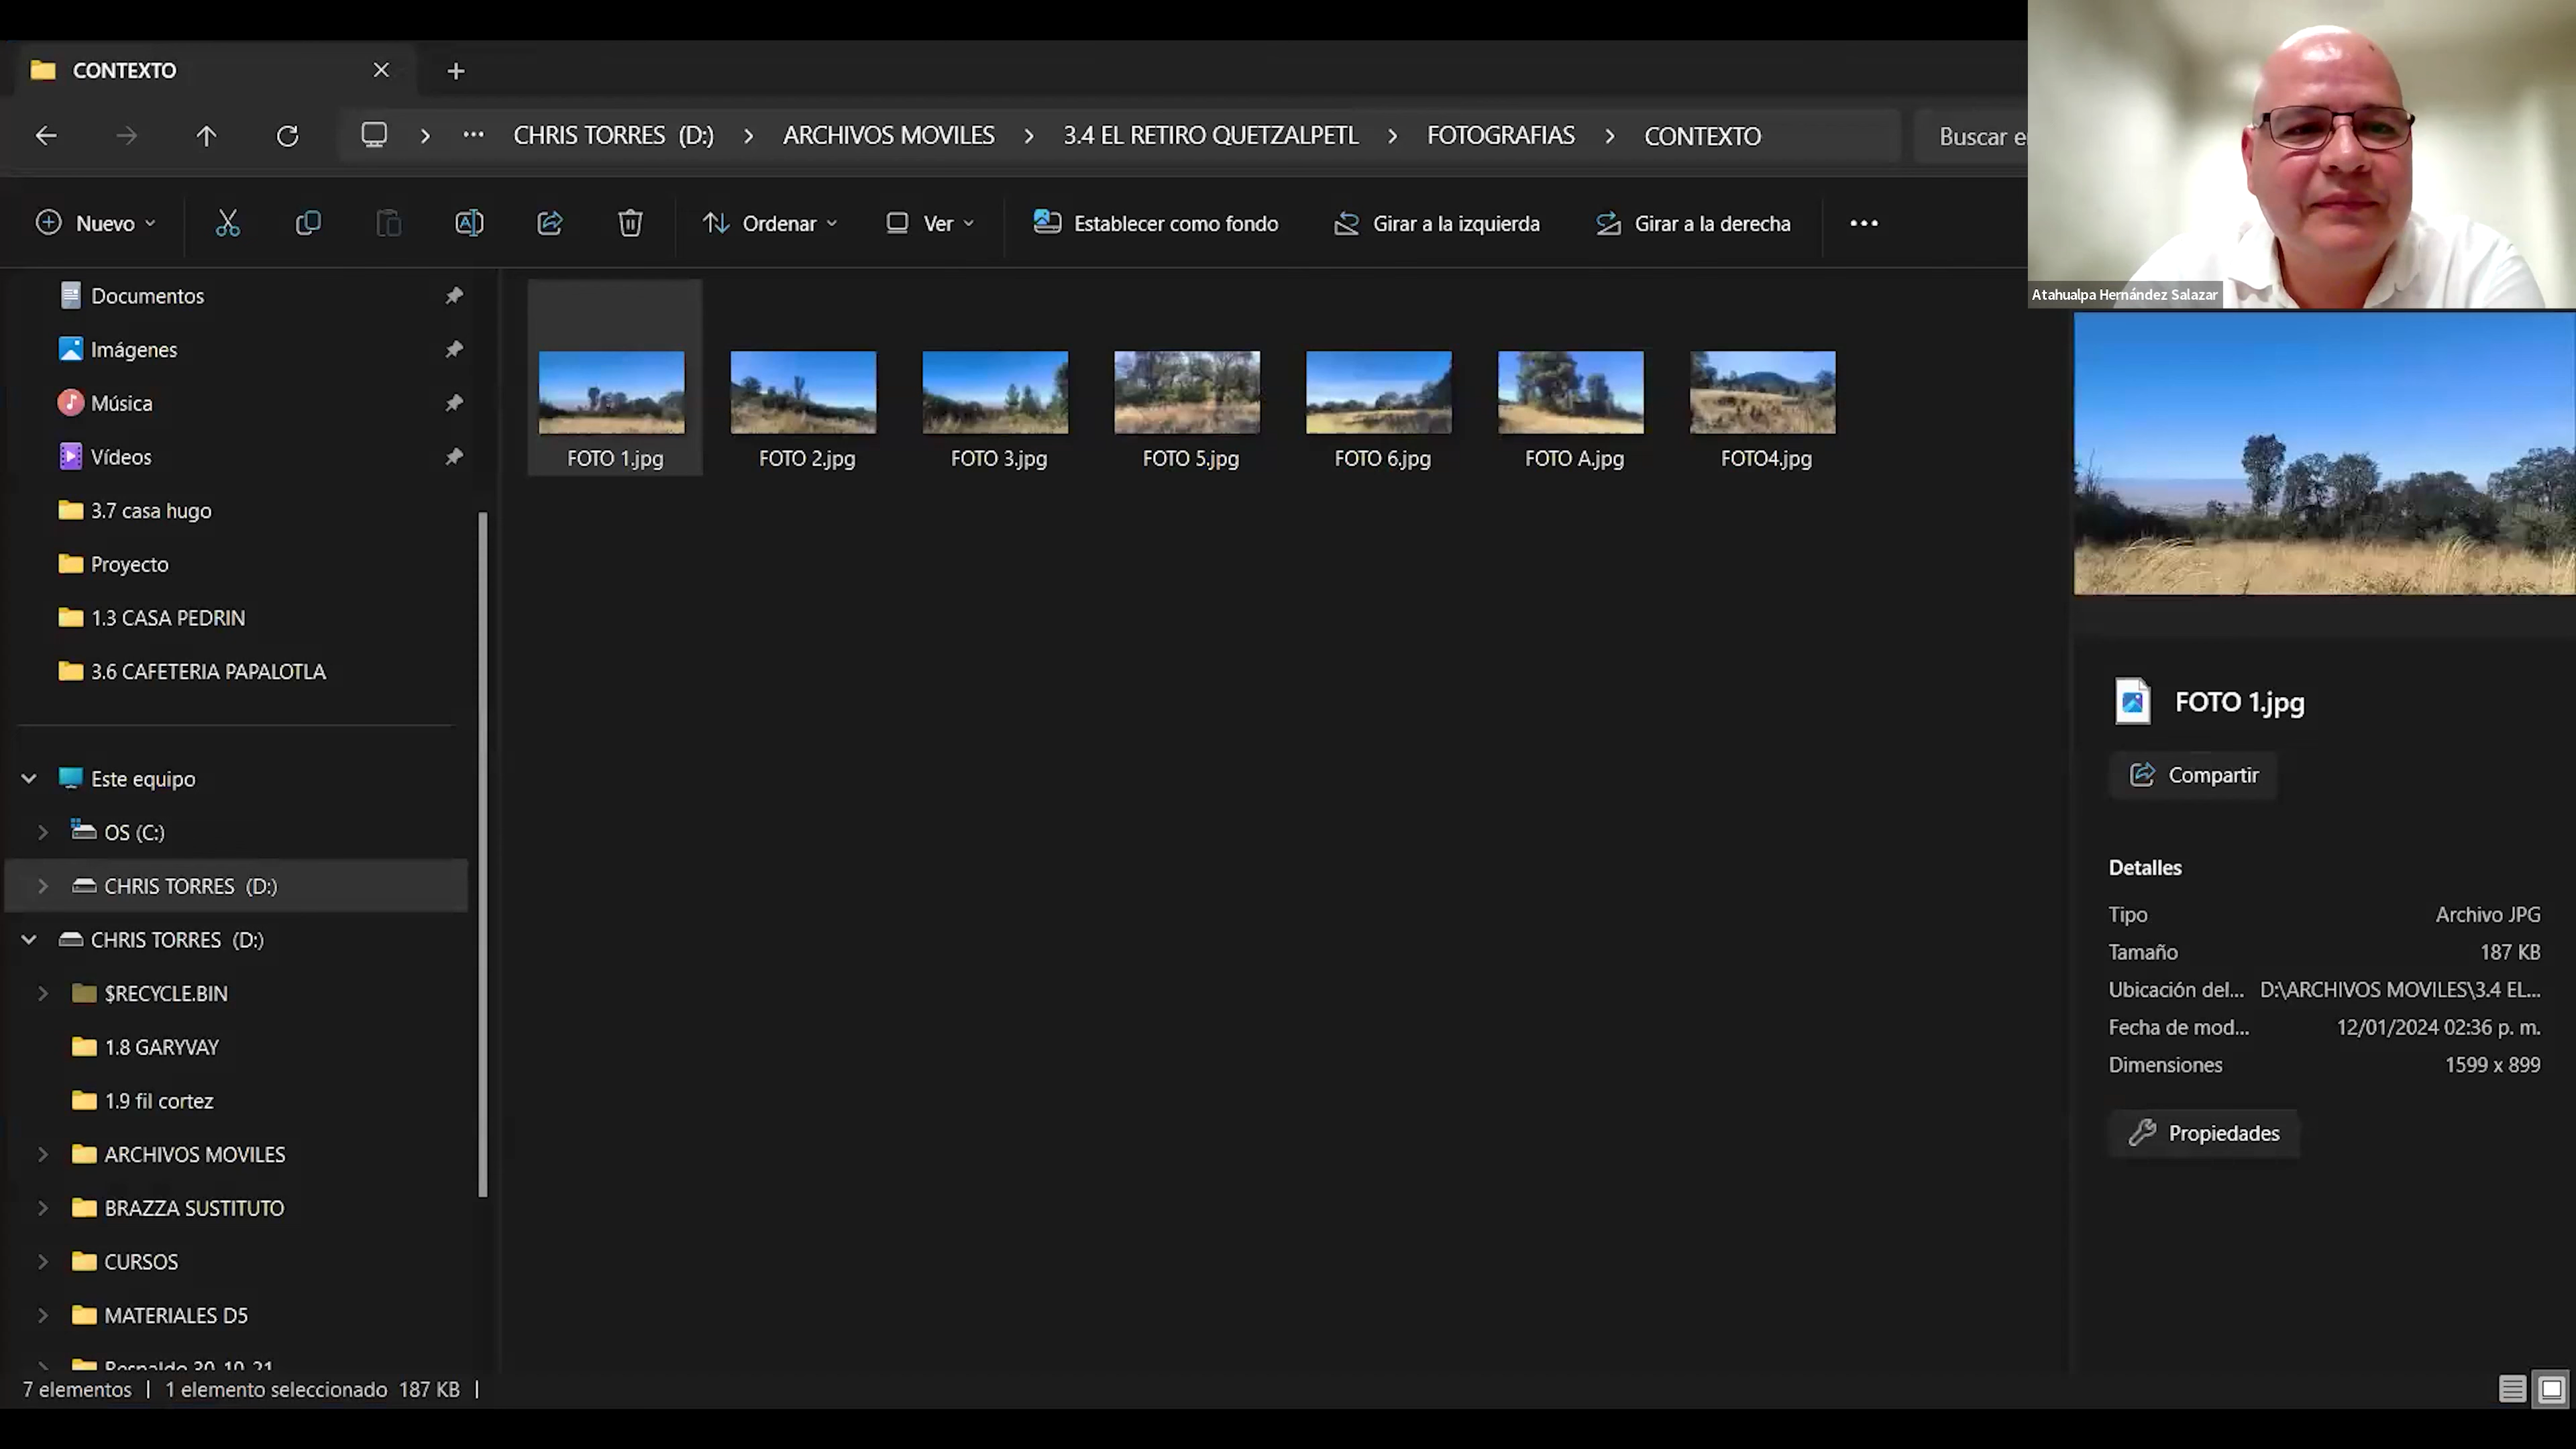 CONTEXTO
CHRIS TORRES (D:) > ARCHIVOS MOVILES > 3.4 EL RETIRO QUETZALPETL > FOTOGRAFIAS > CONTEXTO
Buscar e
Nuevo
Ordenar
Ver
Establecer como fondo
Girar a la izquierda
Girar a la derecha
Atahualpa Hernández Salazar
Documentos
Imágenes
Música
Vídeos
3.7 casa hugo
Proyecto
1.3 CASA PEDRIN
3.6 CAFETERIA PAPALOTLA
Este equipo
OS (C:)
CHRIS TORRES (D:)
CHRIS TORRES (D:)
$RECYCLE.BIN
1.8 GARYVAY
1.9 fil cortez
ARCHIVOS MOVILES
BRAZZA SUSTITUTO
CURSOS
MATERIALES D5
Respaldo 30-10-21
FOTO 1.jpg
FOTO 2.jpg
FOTO 3.jpg
FOTO 5.jpg
FOTO 6.jpg
FOTO A.jpg
FOTO4.jpg
FOTO 1.jpg
Compartir
Detalles
Tipo Archivo JPG
Tamaño 187 KB
Ubicación del... D:\ARCHIVOS MOVILES\3.4 EL...
Fecha de mod... 12/01/2024 02:36 p. m.
Dimensiones 1599 x 899
Propiedades
7 elementos | 1 elemento seleccionado 187 KB |